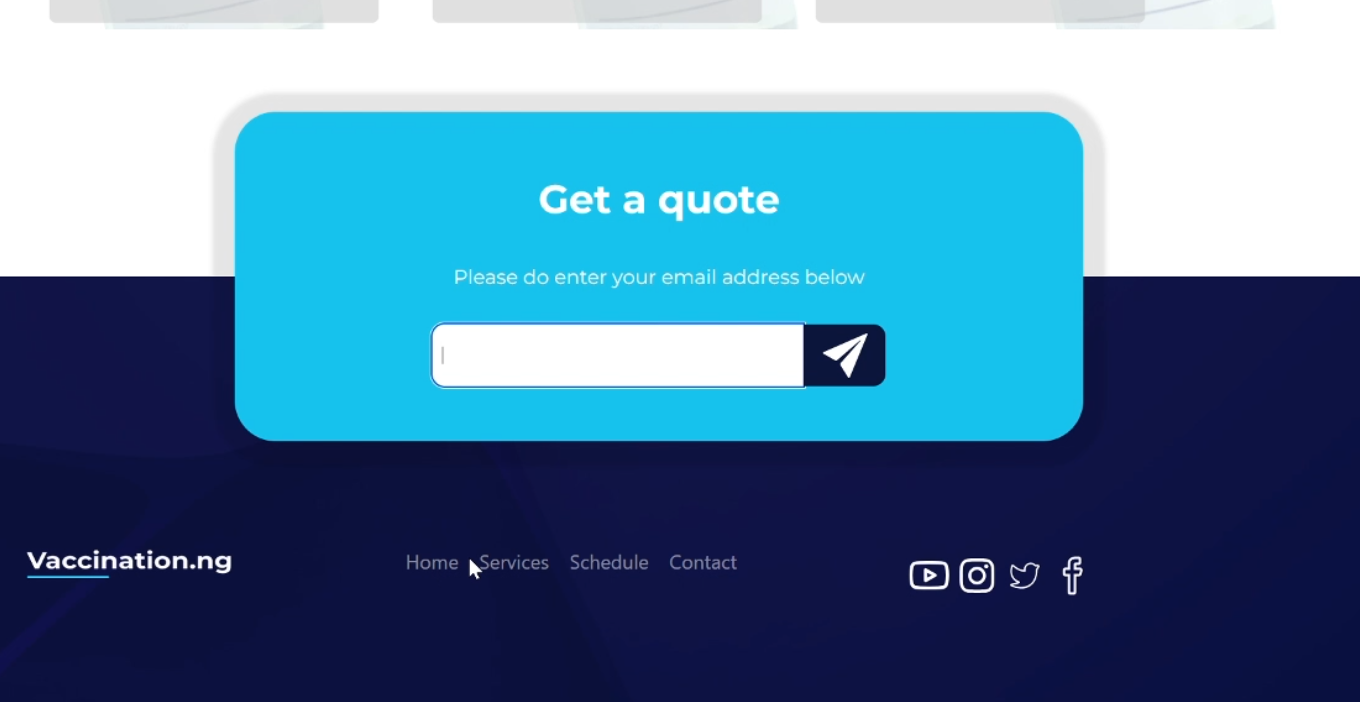 Get a quote
Please do enter your email address below
Vaccination.ng
Home Services Schedule Contact